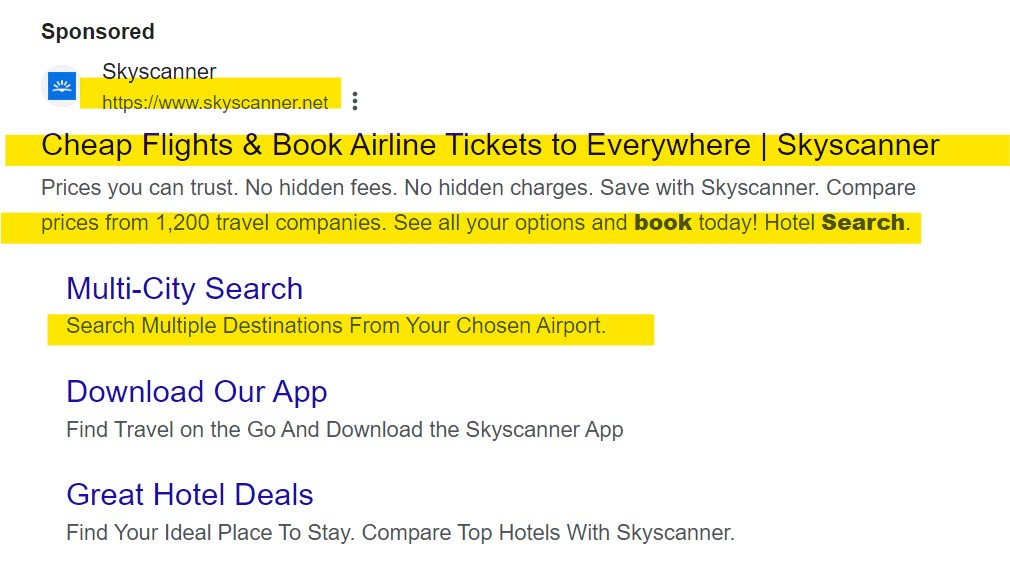 Sponsored
Skyscanner
https://www.skyscanner.net
Cheap Flights & Book Airline Tickets to Everywhere | Skyscanner
Prices you can trust. No hidden fees. No hidden charges. Save with Skyscanner. Compare
prices from 1,200 travel companies. See all your options and book today! Hotel Search.
Multi-City Search
Search Multiple Destinations From Your Chosen Airport.
Download Our App
Find Travel on the Go And Download the Skyscanner App
Great Hotel Deals
Find Your Ideal Place To Stay. Compare Top Hotels With Skyscanner.